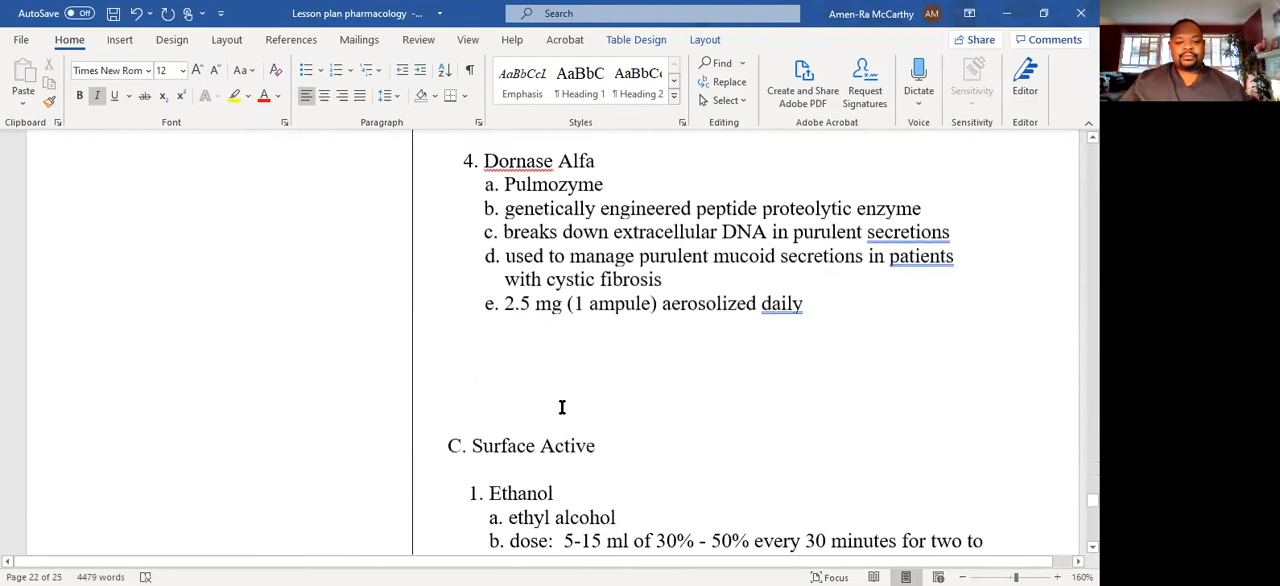 AutoSave Off Lesson plan pharmacology -... Search Amen-Ra McCarthy AM
File Home Insert Design Layout References Mailings Review View Help Acrobat Table Design Layout Share Comments
Paste Times New Rom 12 Aa AaBbCcI AaBbC AaBbC Find Replace Select Create and Share Adobe PDF Request Signatures Dictate Sensitivity Editor
Emphasis ¶ Heading 1 ¶ Heading 2
Clipboard Font Paragraph Styles Editing Adobe Acrobat Voice Sensitivity Editor
4. Dornase Alfa
a. Pulmozyme
b. genetically engineered peptide proteolytic enzyme
c. breaks down extracellular DNA in purulent secretions
d. used to manage purulent mucoid secretions in patients
with cystic fibrosis
e. 2.5 mg (1 ampule) aerosolized daily
C. Surface Active
1. Ethanol
a. ethyl alcohol
b. dose: 5-15 ml of 30% - 50% every 30 minutes for two to
Page 22 of 25 4479 words Focus 160%